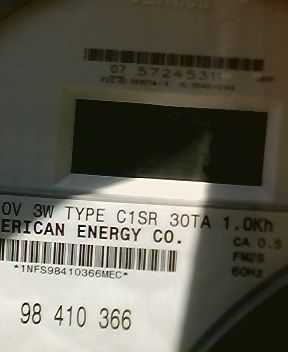 07 5724531
0V 3W TYPE C1SR 30TA 1.0Kh
ERICAN ENERGY CO.
CA 0.5
FM2S
60Hz
*1NFS98410366MEC*
98 410 366